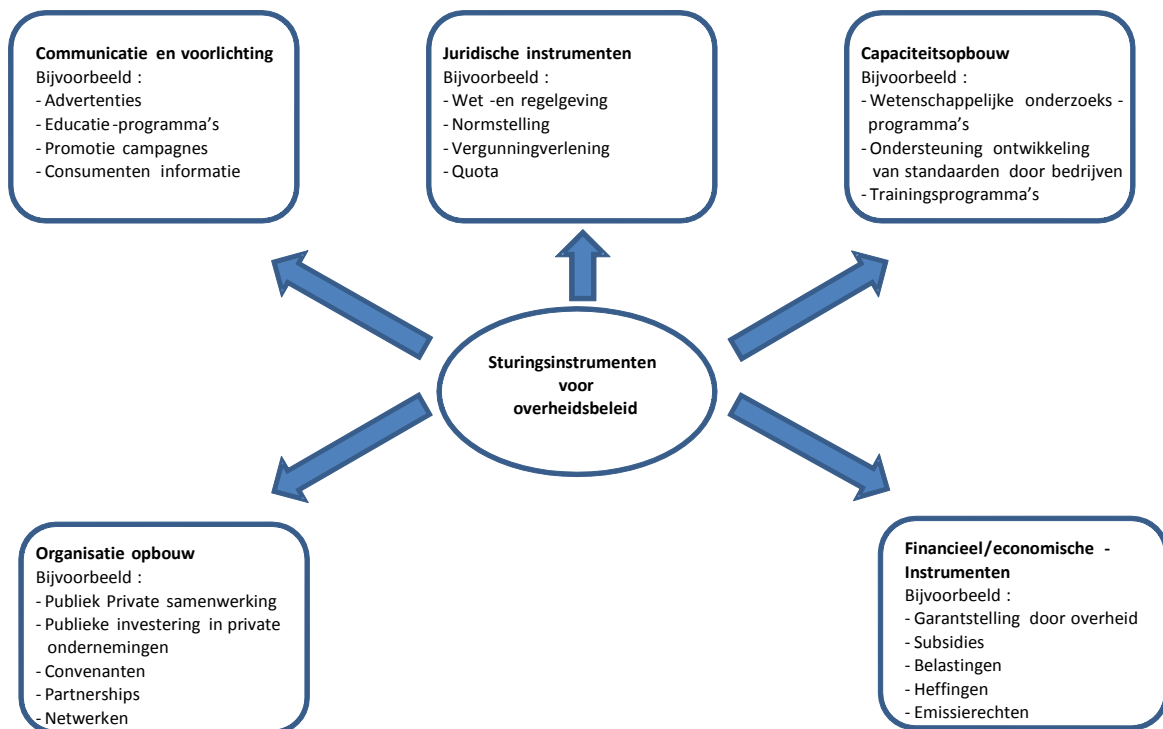 Communicatie en voorlichting
Bijvoorbeeld :
- Advertenties
- Educatie-programma's
- Promotie campagnes
- Consumenten informatie
Juridische instrumenten
Bijvoorbeeld :
- Wet -en regelgeving
- Normstelling
- Vergunningverlening
- Quota
Capaciteitsopbouw
Bijvoorbeeld :
- Wetenschappelijke onderzoeks -
programma's
- Ondersteuning ontwikkeling
van standaarden door bedrijven
- Trainingsprogramma's
Sturingsinstrumenten
voor
overheidsbeleid
Organisatie opbouw
Bijvoorbeeld :
- Publiek Private samenwerking
- Publieke investering in private
ondernemingen
- Convenanten
- Partnerships
- Netwerken
Financieel/economische -
Instrumenten
Bijvoorbeeld :
- Garantstelling door overheid
- Subsidies
- Belastingen
- Heffingen
- Emissierechten